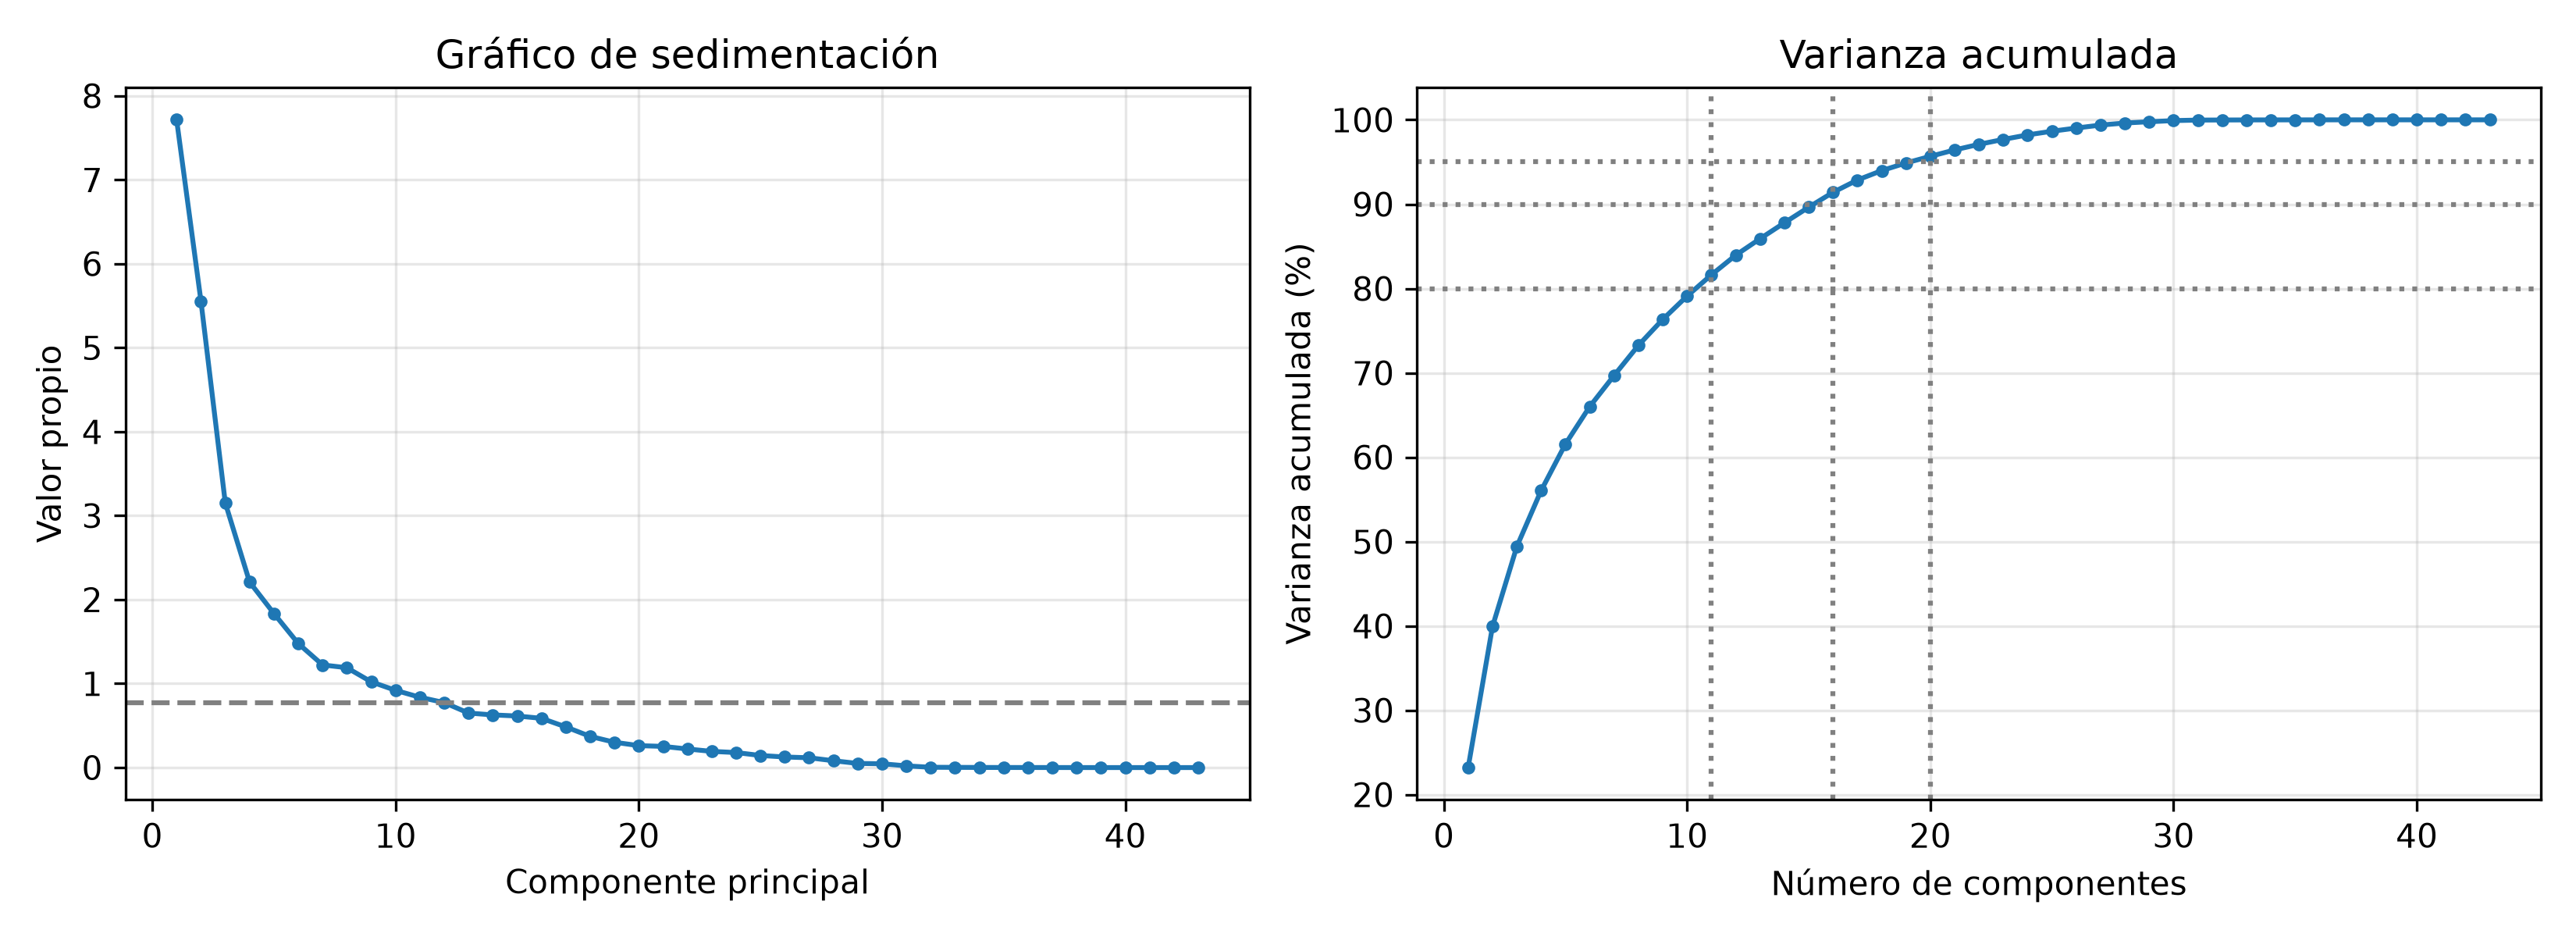 Gráfico de sedimentación
Valor propio
8
7
6
5
4
3
2
1
0
0 10 20 30 40
Componente principal
Varianza acumulada
Varianza acumulada (%)
100
90
80
70
60
50
40
30
20
0 10 20 30 40
Número de componentes